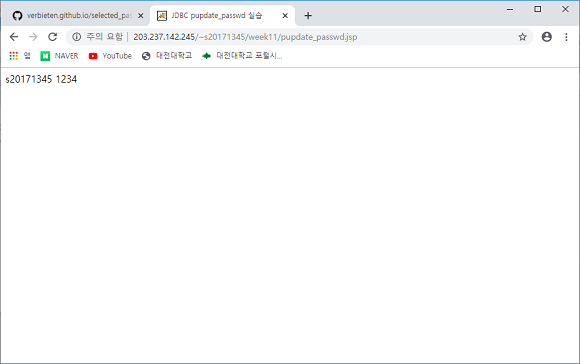 verbieten.github.io/selected_pas
JDBC pupdate_passwd 실습
주의 요함 | 203.237.142.245/~s20171345/week11/pupdate_passwd.jsp
앱 NAVER YouTube 대전대학교 대전대학교 포털시...
s20171345 1234